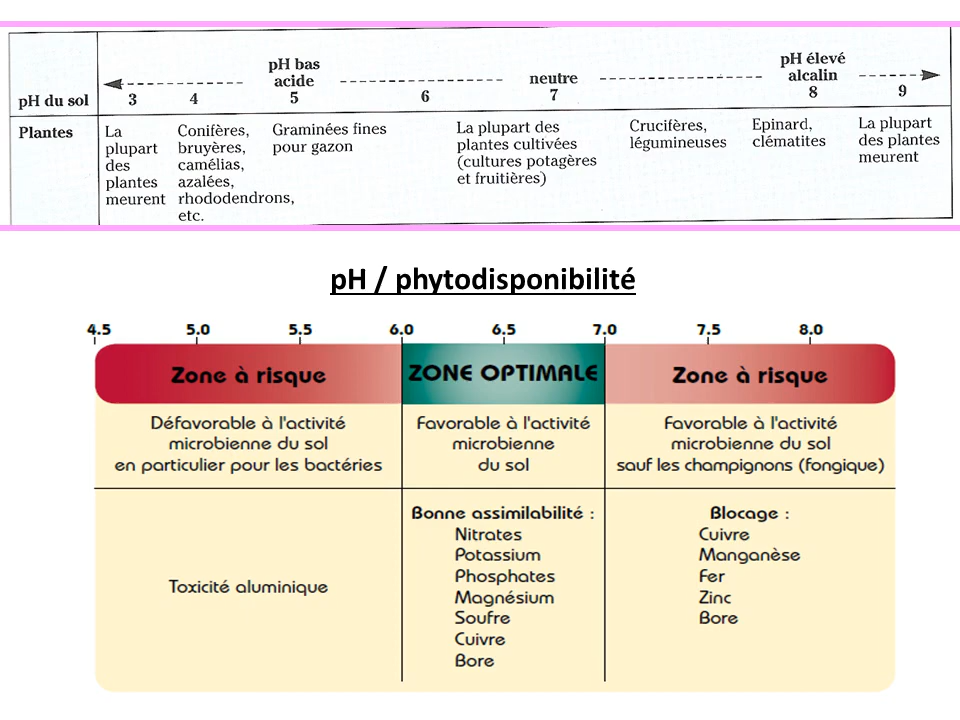 pH bas
acide
neutre
pH élevé
alcalin
pH du sol 3 4 5 6 7 8 9
Plantes
La
plupart
des
plantes
meurent
Conifères,
bruyères,
camélias,
azalées,
rhododendrons,
etc.
Graminées fines
pour gazon
La plupart des
plantes cultivées
(cultures potagères
et fruitières)
Crucifères,
légumineuses
Epinard,
clématites
La plupart
des plantes
meurent
pH / phytodisponibilité
4.5 5.0 5.5 6.0 6.5 7.0 7.5 8.0
Zone à risque
ZONE OPTIMALE
Zone à risque
Défavorable à l'activité
microbienne du sol
en particulier pour les bactéries
Favorable à l'activité
microbienne
du sol
Favorable à l'activité
microbienne du sol
sauf les champignons (fongique)
Toxicité aluminique
Bonne assimilabilité :
Nitrates
Potassium
Phosphates
Magnésium
Soufre
Cuivre
Bore
Blocage :
Cuivre
Manganèse
Fer
Zinc
Bore